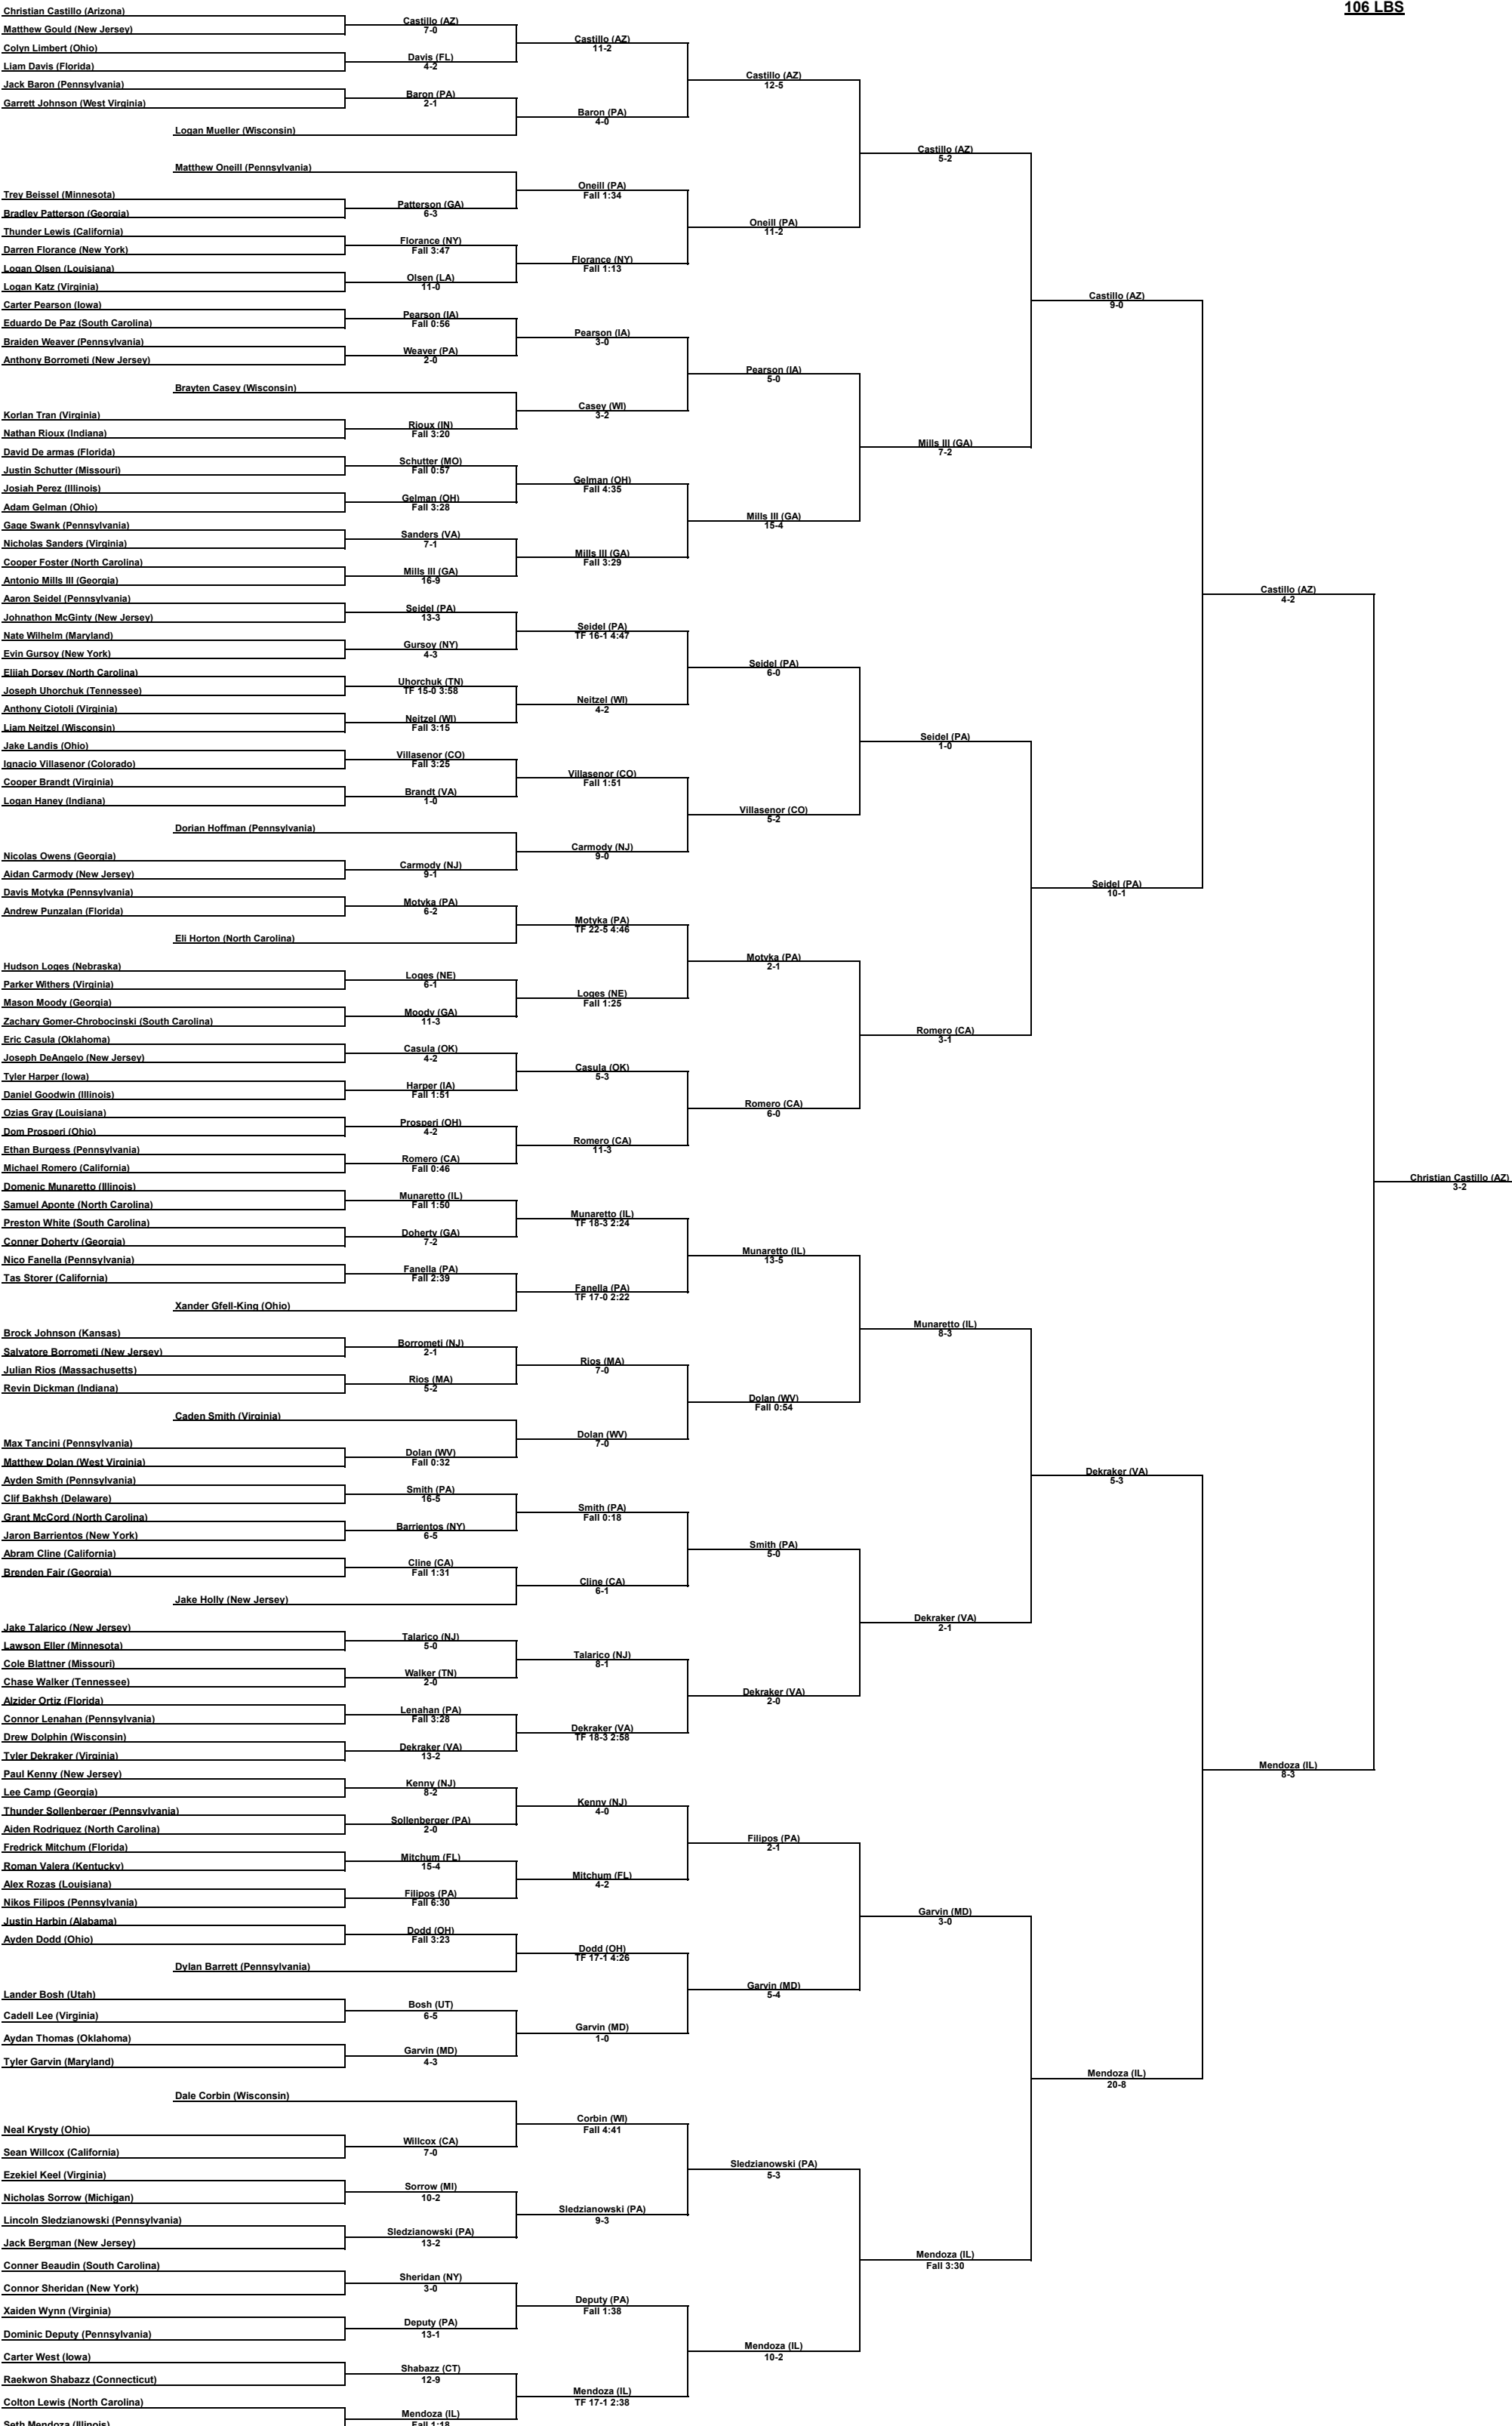 106 LBS
Christian Castillo (Arizona)
Matthew Gould (New Jersey)
Colyn Limbert (Ohio)
Liam Davis (Florida)
Jack Baron (Pennsylvania)
Garrett Johnson (West Virginia)
Logan Mueller (Wisconsin)
Matthew Oneill (Pennsylvania)
Trey Beissel (Minnesota)
Bradley Patterson (Georgia)
Thunder Lewis (California)
Darren Florance (New York)
Logan Olsen (Louisiana)
Logan Katz (Virginia)
Carter Pearson (Iowa)
Eduardo De Paz (South Carolina)
Braiden Weaver (Pennsylvania)
Anthony Borrometi (New Jersey)
Brayten Casey (Wisconsin)
Korlan Tran (Virginia)
Nathan Rioux (Indiana)
David De armas (Florida)
Justin Schutter (Missouri)
Josiah Perez (Illinois)
Adam Gelman (Ohio)
Gage Swank (Pennsylvania)
Nicholas Sanders (Virginia)
Cooper Foster (North Carolina)
Antonio Mills III (Georgia)
Aaron Seidel (Pennsylvania)
Johnathon McGinty (New Jersey)
Nate Wilhelm (Maryland)
Evin Gursoy (New York)
Elijah Dorsey (North Carolina)
Joseph Uhorchuk (Tennessee)
Anthony Ciotoli (Virginia)
Liam Neitzel (Wisconsin)
Jake Landis (Ohio)
Ignacio Villasenor (Colorado)
Cooper Brandt (Virginia)
Logan Haney (Indiana)
Dorian Hoffman (Pennsylvania)
Nicolas Owens (Georgia)
Aidan Carmody (New Jersey)
Davis Motyka (Pennsylvania)
Andrew Punzalan (Florida)
Eli Horton (North Carolina)
Hudson Loges (Nebraska)
Parker Withers (Virginia)
Mason Moody (Georgia)
Zachary Gomer-Chrobocinski (South Carolina)
Eric Casula (Oklahoma)
Joseph DeAngelo (New Jersey)
Tyler Harper (Iowa)
Daniel Goodwin (Illinois)
Ozias Gray (Louisiana)
Dom Prosperi (Ohio)
Ethan Burgess (Pennsylvania)
Michael Romero (California)
Domenic Munaretto (Illinois)
Samuel Aponte (North Carolina)
Preston White (South Carolina)
Conner Doherty (Georgia)
Nico Fanella (Pennsylvania)
Tas Storer (California)
Xander Gfell-King (Ohio)
Brock Johnson (Kansas)
Salvatore Borrometi (New Jersey)
Julian Rios (Massachusetts)
Revin Dickman (Indiana)
Caden Smith (Virginia)
Max Tancini (Pennsylvania)
Matthew Dolan (West Virginia)
Ayden Smith (Pennsylvania)
Clif Bakhsh (Delaware)
Grant McCord (North Carolina)
Jaron Barrientos (New York)
Abram Cline (California)
Brenden Fair (Georgia)
Jake Holly (New Jersey)
Jake Talarico (New Jersey)
Lawson Eller (Minnesota)
Cole Blattner (Missouri)
Chase Walker (Tennessee)
Alzider Ortiz (Florida)
Connor Lenahan (Pennsylvania)
Drew Dolphin (Wisconsin)
Tyler Dekraker (Virginia)
Paul Kenny (New Jersey)
Lee Camp (Georgia)
Thunder Sollenberger (Pennsylvania)
Aiden Rodriguez (North Carolina)
Fredrick Mitchum (Florida)
Roman Valera (Kentucky)
Alex Rozas (Louisiana)
Nikos Filipos (Pennsylvania)
Justin Harbin (Alabama)
Ayden Dodd (Ohio)
Dylan Barrett (Pennsylvania)
Lander Bosh (Utah)
Cadell Lee (Virginia)
Aydan Thomas (Oklahoma)
Tyler Garvin (Maryland)
Dale Corbin (Wisconsin)
Neal Krysty (Ohio)
Sean Willcox (California)
Ezekiel Keel (Virginia)
Nicholas Sorrow (Michigan)
Lincoln Sledzianowski (Pennsylvania)
Jack Bergman (New Jersey)
Conner Beaudin (South Carolina)
Connor Sheridan (New York)
Xaiden Wynn (Virginia)
Dominic Deputy (Pennsylvania)
Carter West (Iowa)
Raekwon Shabazz (Connecticut)
Colton Lewis (North Carolina)
Seth Mendoza (Illinois)
Castillo (AZ)
7-0
Davis (FL)
4-2
Baron (PA)
2-1
Patterson (GA)
6-3
Florance (NY)
Fall 3:47
Olsen (LA)
11-0
Pearson (IA)
Fall 0:56
Weaver (PA)
2-0
Rioux (IN)
Fall 3:20
Schutter (MO)
Fall 0:57
Gelman (OH)
Fall 3:28
Sanders (VA)
7-1
Mills III (GA)
16-9
Seidel (PA)
13-3
Gursoy (NY)
4-3
Uhorchuk (TN)
TF 15-0 3:58
Neitzel (WI)
Fall 3:15
Villasenor (CO)
Fall 3:25
Brandt (VA)
1-0
Carmody (NJ)
9-1
Motyka (PA)
6-2
Loges (NE)
6-1
Moody (GA)
11-3
Casula (OK)
4-2
Harper (IA)
Fall 1:51
Prosperi (OH)
4-2
Romero (CA)
Fall 0:46
Munaretto (IL)
Fall 1:50
Doherty (GA)
7-2
Fanella (PA)
Fall 2:39
Borrometi (NJ)
2-1
Rios (MA)
5-2
Dolan (WV)
Fall 0:32
Smith (PA)
16-5
Barrientos (NY)
6-5
Cline (CA)
Fall 1:31
Talarico (NJ)
5-0
Walker (TN)
2-0
Lenahan (PA)
Fall 3:28
Dekraker (VA)
13-2
Kenny (NJ)
8-2
Sollenberger (PA)
2-0
Mitchum (FL)
15-4
Filipos (PA)
Fall 6:30
Dodd (OH)
Fall 3:23
Bosh (UT)
6-5
Garvin (MD)
4-3
Willcox (CA)
7-0
Sorrow (MI)
10-2
Sledzianowski (PA)
13-2
Sheridan (NY)
3-0
Deputy (PA)
13-1
Shabazz (CT)
12-9
Mendoza (IL)
Fall 1:18
Castillo (AZ)
11-2
Baron (PA)
4-0
Oneill (PA)
Fall 1:34
Florance (NY)
Fall 1:13
Pearson (IA)
3-0
Casey (WI)
3-2
Gelman (OH)
Fall 4:35
Mills III (GA)
Fall 3:29
Seidel (PA)
TF 16-1 4:47
Neitzel (WI)
4-2
Villasenor (CO)
Fall 1:51
Carmody (NJ)
9-0
Motyka (PA)
TF 22-5 4:46
Loges (NE)
Fall 1:25
Casula (OK)
5-3
Romero (CA)
11-3
Munaretto (IL)
TF 18-3 2:24
Fanella (PA)
TF 17-0 2:22
Rios (MA)
7-0
Dolan (WV)
7-0
Smith (PA)
Fall 0:18
Cline (CA)
6-1
Talarico (NJ)
8-1
Dekraker (VA)
TF 18-3 2:58
Kenny (NJ)
4-0
Mitchum (FL)
4-2
Dodd (OH)
TF 17-1 4:26
Garvin (MD)
1-0
Corbin (WI)
Fall 4:41
Sledzianowski (PA)
9-3
Deputy (PA)
Fall 1:38
Mendoza (IL)
TF 17-1 2:38
Castillo (AZ)
12-5
Oneill (PA)
11-2
Pearson (IA)
5-0
Mills III (GA)
15-4
Seidel (PA)
6-0
Villasenor (CO)
5-2
Motyka (PA)
2-1
Romero (CA)
6-0
Munaretto (IL)
13-5
Dolan (WV)
Fall 0:54
Smith (PA)
5-0
Dekraker (VA)
2-0
Filipos (PA)
2-1
Garvin (MD)
5-4
Sledzianowski (PA)
5-3
Mendoza (IL)
10-2
Castillo (AZ)
5-2
Mills III (GA)
7-2
Seidel (PA)
1-0
Romero (CA)
3-1
Munaretto (IL)
8-3
Dekraker (VA)
2-1
Garvin (MD)
3-0
Mendoza (IL)
Fall 3:30
Castillo (AZ)
9-0
Seidel (PA)
10-1
Dekraker (VA)
5-3
Mendoza (IL)
20-8
Castillo (AZ)
4-2
Mendoza (IL)
8-3
Christian Castillo (AZ)
3-2